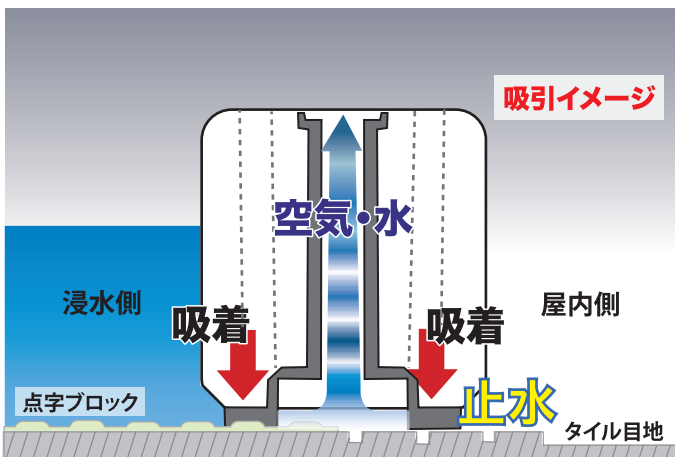 吸引イメージ
空気・水
浸水側
屋内側
吸着
吸着
点字ブロック
止水
タイル目地